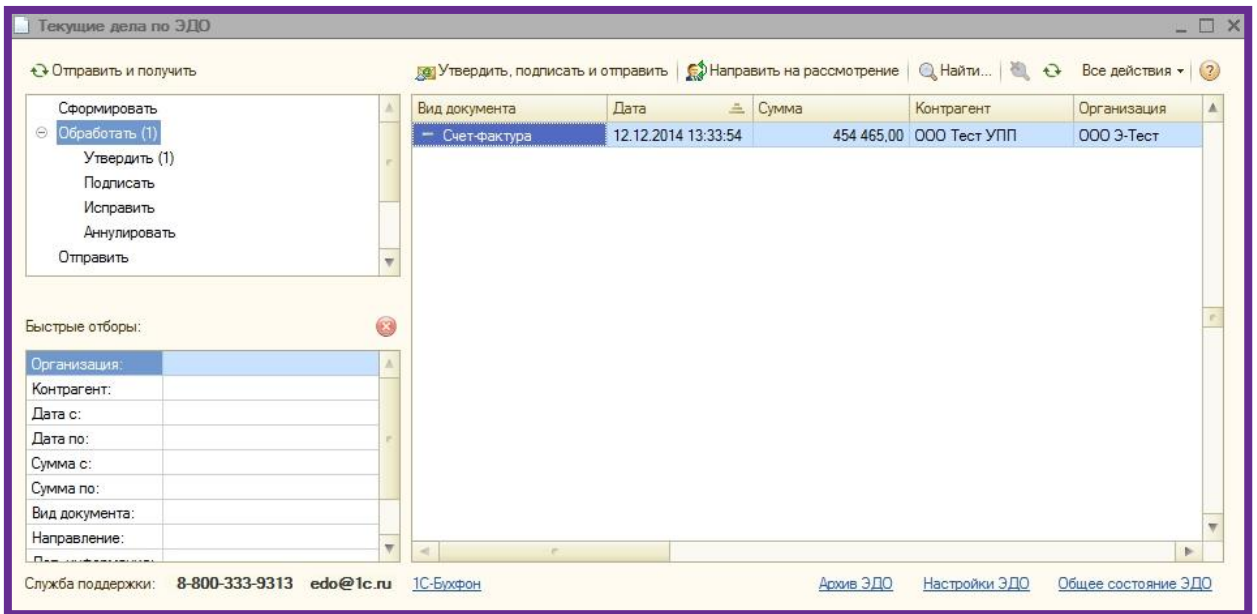 Текущие дела по ЭДО
Отправить и получить
Утвердить, подписать и отправить
Направить на рассмотрение
Найти...
Все действия
Сформировать
Обработать (1)
Утвердить (1)
Подписать
Исправить
Аннулировать
Отправить
Быстрые отборы:
Организация:
Контрагент:
Дата с:
Дата по:
Сумма с:
Сумма по:
Вид документа:
Направление:
Вид документа Дата Сумма Контрагент Организация
Счет-фактура 12.12.2014 13:33:54 454 465,00 ООО Тест УПП ООО Э-Тест
Служба поддержки: 8-800-333-9313 edo@1c.ru 1С-Бухфон Архив ЭДО Настройки ЭДО Общее состояние ЭДО